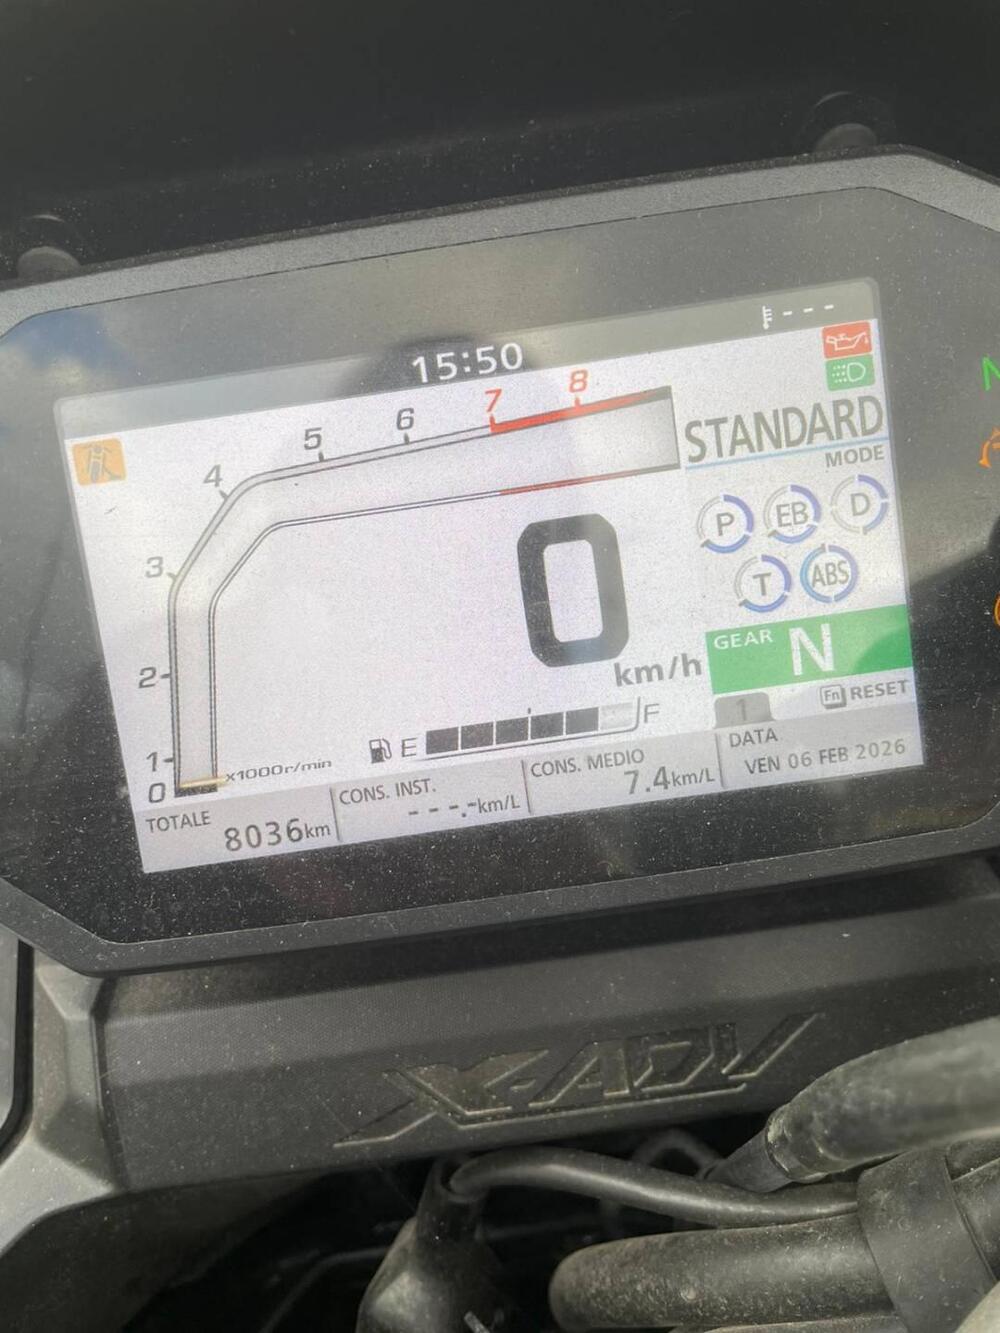 - - -
15:50
4 5 6 7 8
3
2
1
0
x1000r/min
STANDARD
MODE
P EB D
T ABS
0
km/h
GEAR N
Fn RESET
1
E F
TOTALE
8036km
CONS. INST.
- - -.-km/L
CONS. MEDIO
7.4km/L
DATA
VEN 06 FEB 2026
N
X-ADV